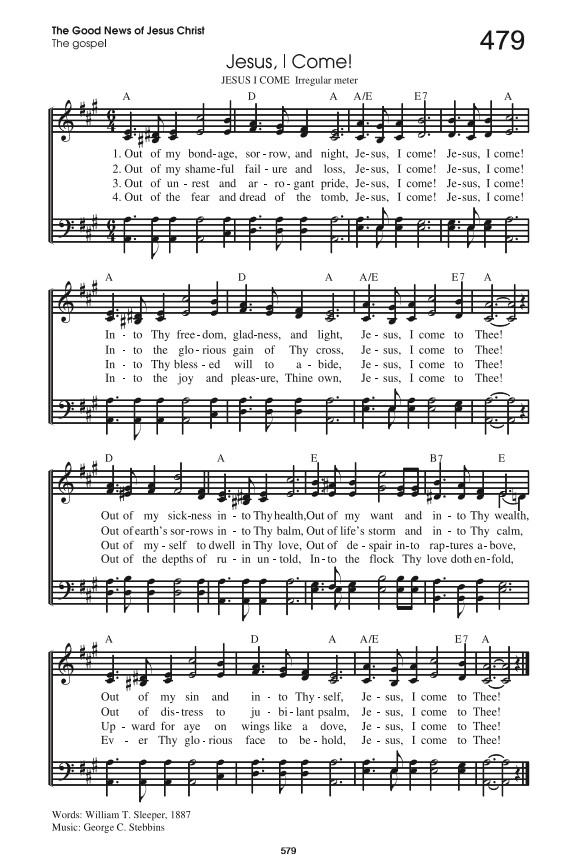 The Good News of Jesus Christ
The gospel
479
Jesus, I Come!
JESUS I COME Irregular meter
A D A A/E E7 A
1. Out of my bond - age, sor - row, and night, Je - sus, I come! Je - sus, I come!
2. Out of my shame - ful fail - ure and loss, Je - sus, I come! Je - sus, I come!
3. Out of un - rest and ar - ro - gant pride, Je - sus, I come! Je - sus, I come!
4. Out of the fear and dread of the tomb, Je - sus, I come! Je - sus, I come!
A D A A/E E7 A
In - to Thy free - dom, glad - ness, and light, Je - sus, I come to Thee!
In - to the glo - rious gain of Thy cross, Je - sus, I come to Thee!
In - to Thy bless - ed will to a - bide, Je - sus, I come to Thee!
In - to the joy and pleas - ure, Thine own, Je - sus, I come to Thee!
E D A E B7 E
Out of my sick - ness in - to Thy health, Out of my want and in - to Thy wealth,
Out of earth's sor - rows in - to Thy balm, Out of life's storm and in - to Thy calm,
Out of my - self to dwell in Thy love, Out of de - spair in - to rap - tures a - bove,
Out of the depths of ru - in un - told, In - to the flock Thy love doth en - fold,
A D A A/E E7 A
Out of my sin and in - to Thy - self, Je - sus, I come to Thee!
Out of dis - tress to ju - bi - lant psalm, Je - sus, I come to Thee!
Up - ward for aye on wings like a dove, Je - sus, I come to Thee!
Ev - er Thy glo - rious face to be - hold, Je - sus, I come to Thee!
Words: William T. Sleeper, 1887
Music: George C. Stebbins
579